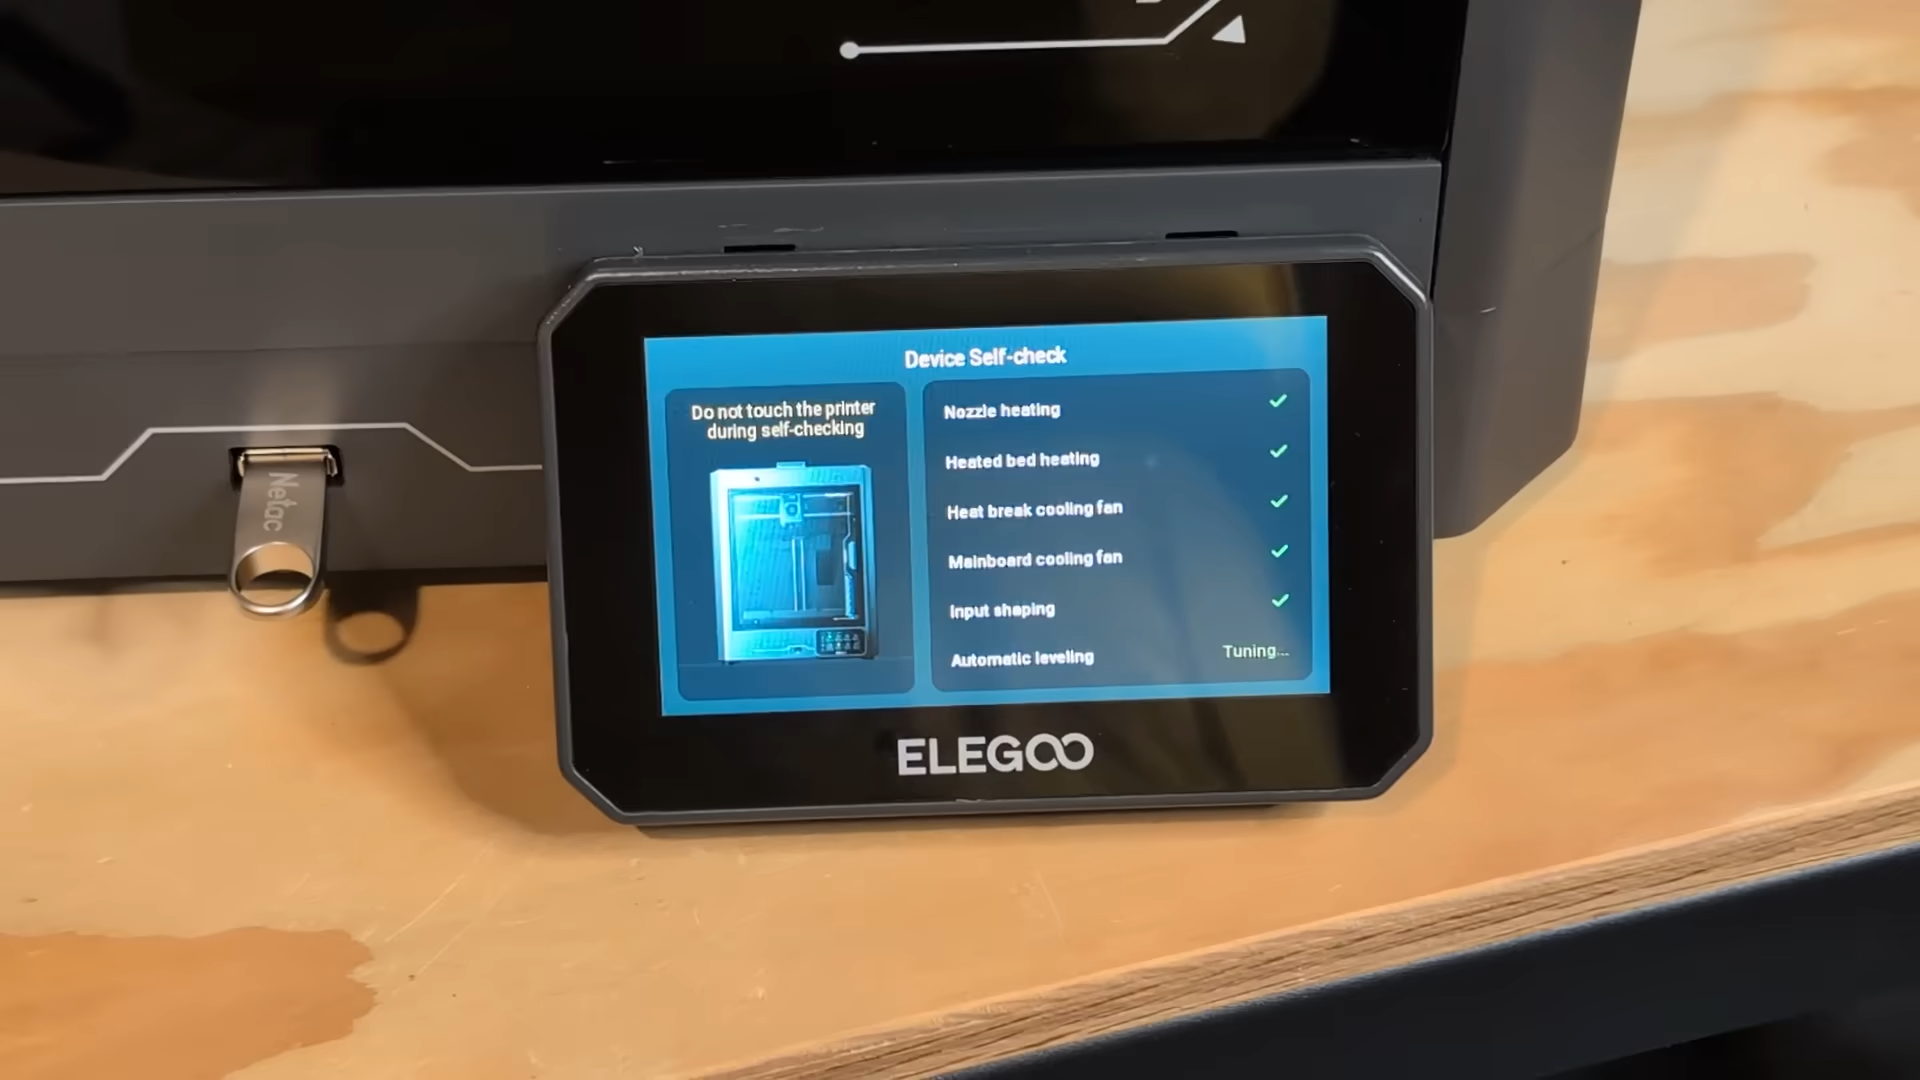 Device Self-check
Do not touch the printer
during self-checking
Nozzle heating
Heated bed heating
Heat break cooling fan
Mainboard cooling fan
Input shaping
Automatic leveling
Tuning...
ELEGOO
Netac